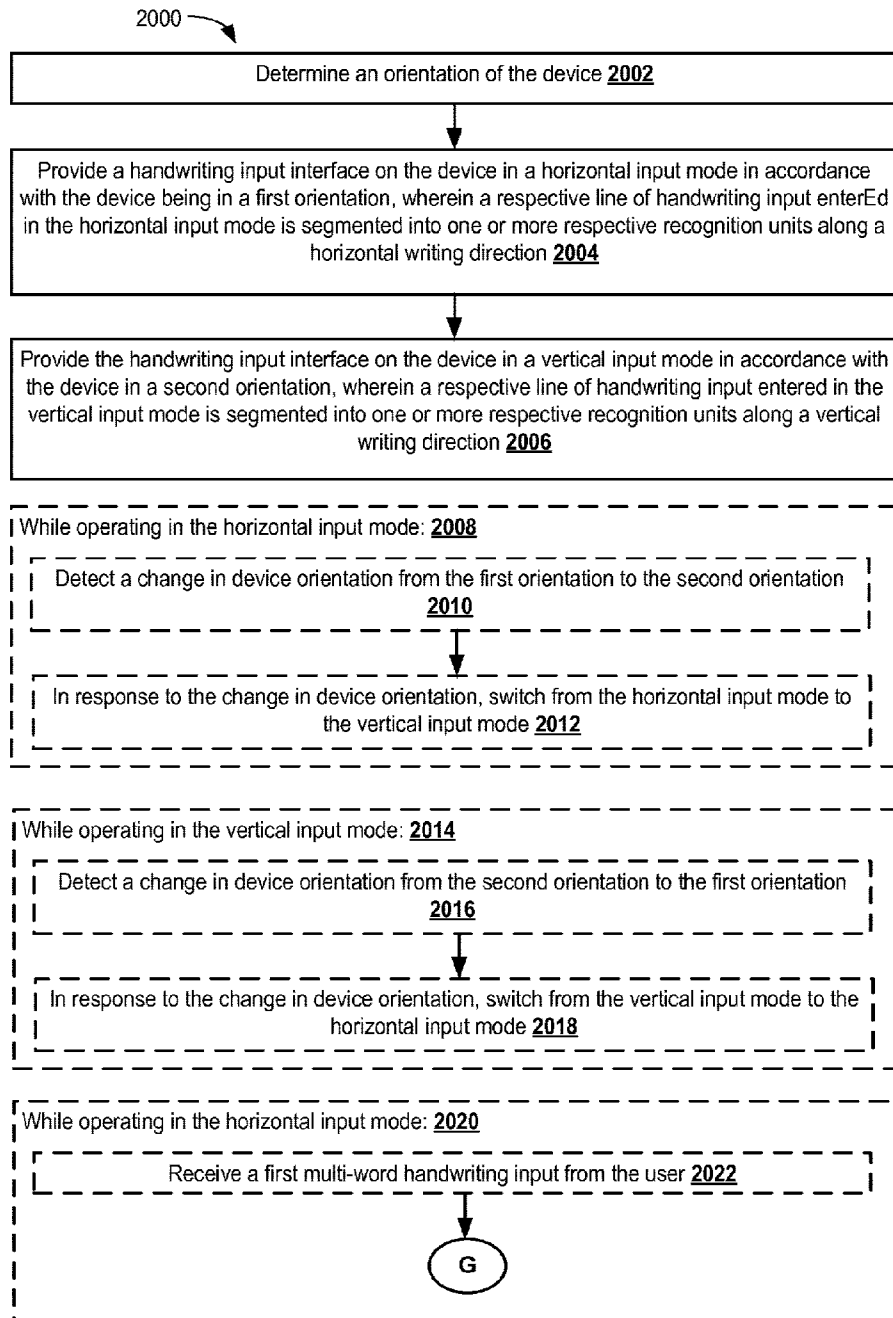 2000
Determine an orientation of the device 2002
Provide a handwriting input interface on the device in a horizontal input mode in accordance
with the device being in a first orientation, wherein a respective line of handwriting input enterEd
in the horizontal input mode is segmented into one or more respective recognition units along a
horizontal writing direction 2004
Provide the handwriting input interface on the device in a vertical input mode in accordance with
the device in a second orientation, wherein a respective line of handwriting input entered in the
vertical input mode is segmented into one or more respective recognition units along a vertical
writing direction 2006
While operating in the horizontal input mode: 2008
Detect a change in device orientation from the first orientation to the second orientation
2010
In response to the change in device orientation, switch from the horizontal input mode to
the vertical input mode 2012
While operating in the vertical input mode: 2014
Detect a change in device orientation from the second orientation to the first orientation
2016
In response to the change in device orientation, switch from the vertical input mode to the
horizontal input mode 2018
While operating in the horizontal input mode: 2020
Receive a first multi-word handwriting input from the user 2022
G